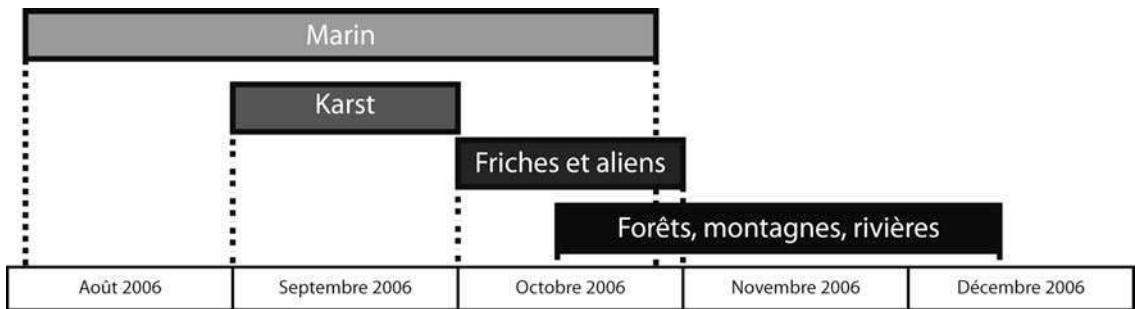 Marin
Karst
Friches et aliens
Forêts, montagnes, rivières
Août 2006
Septembre 2006
Octobre 2006
Novembre 2006
Décembre 2006